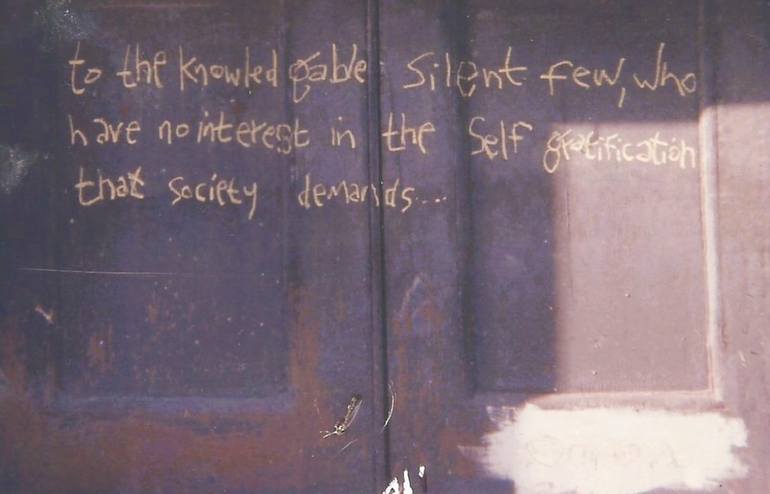 to the knowledgable silent few, who
have no interest in the self gratification
that society demands...